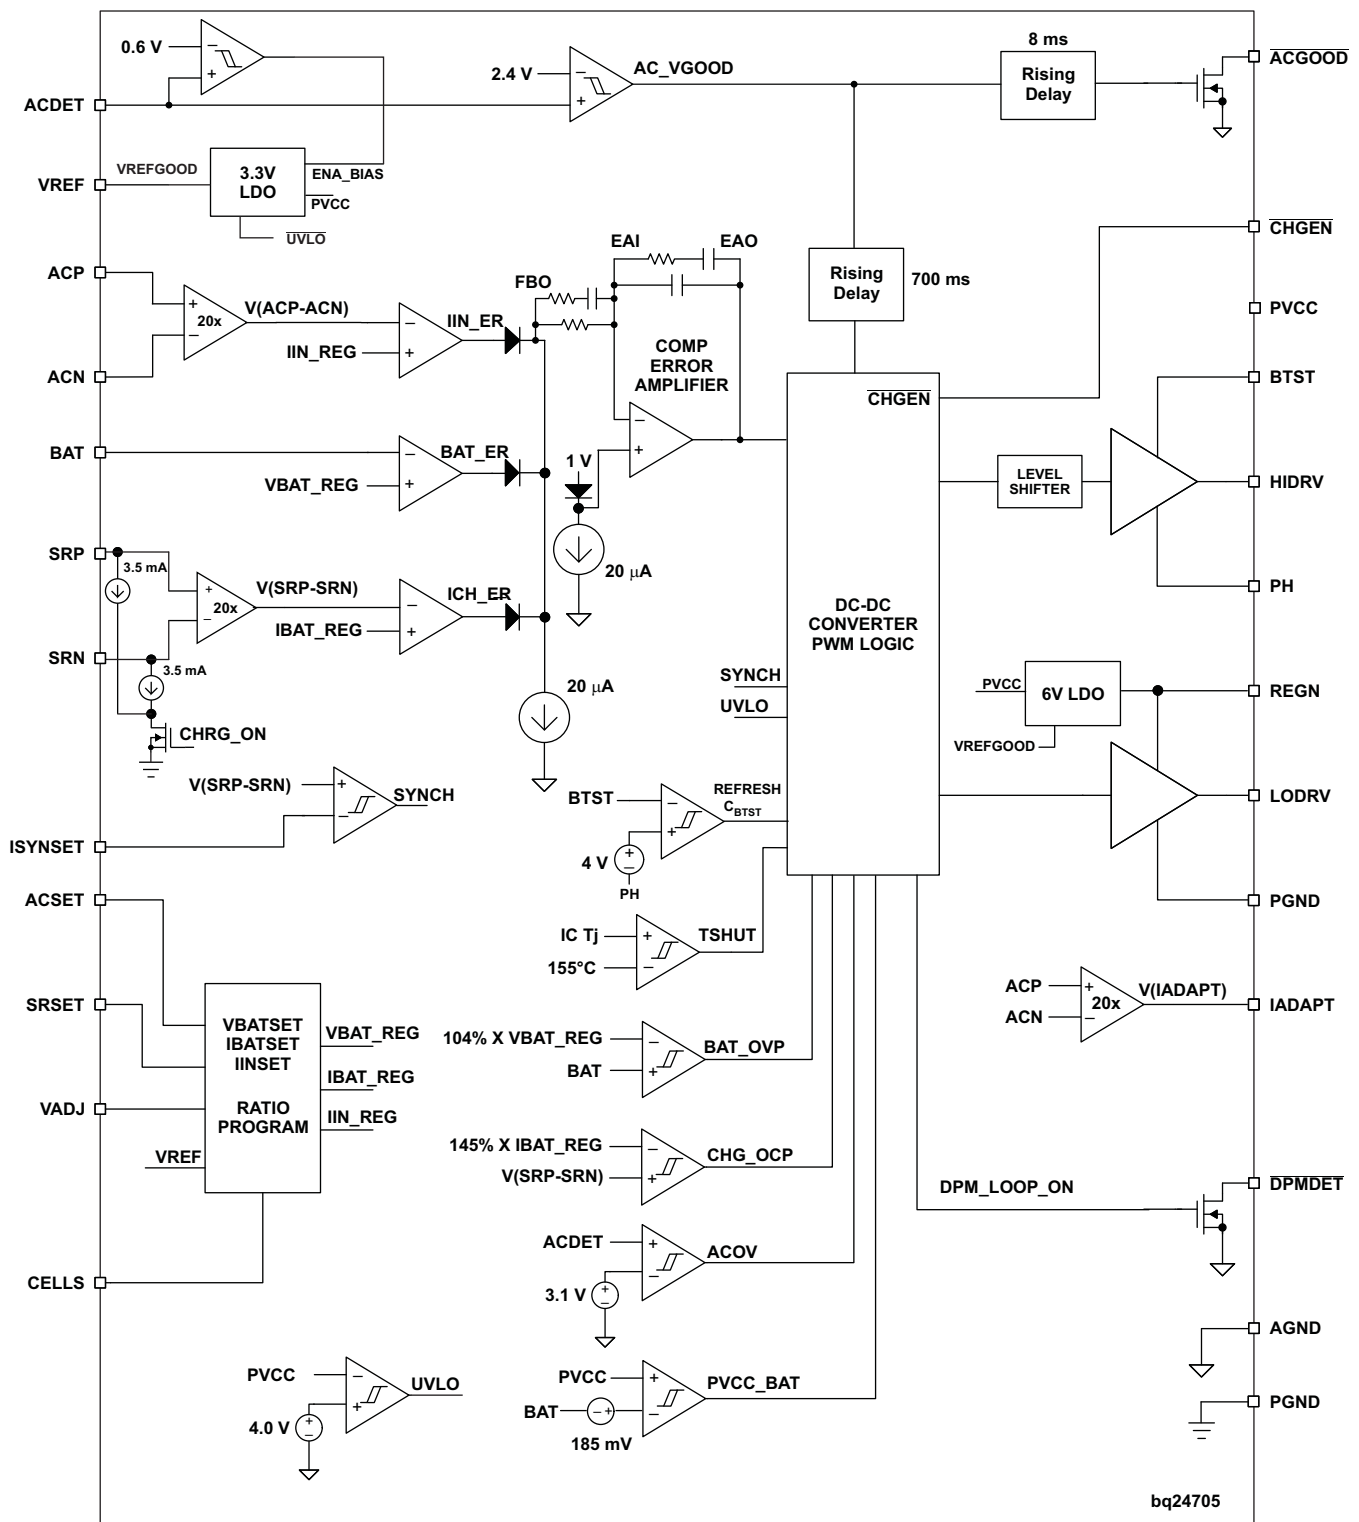 0.6 V
−
+
2.4 V
−
+
AC_VGOOD
8 ms
Rising
Delay
ACGOOD
ACDET
VREF
VREFGOOD
3.3V
LDO
ENA_BIAS
PVCC
UVLO
CHGEN
ACP
+
−
20x
V(ACP-ACN)
ACN
IIN_REG
−
+
IIN_ER
FBO
EAI
EAO
Rising
Delay
700 ms
PVCC
COMP
ERROR
AMPLIFIER
−
+
CHGEN
BTST
BAT
VBAT_REG
−
+
BAT_ER
1 V
20 μA
LEVEL
SHIFTER
HIDRV
PH
SRP
3.5 mA
+
−
20x
V(SRP-SRN)
SRN
3.5 mA
CHRG_ON
IBAT_REG
−
+
ICH_ER
20 μA
DC-DC
CONVERTER
PWM LOGIC
SYNCH
UVLO
PVCC
6V LDO
REGN
VREFGOOD
V(SRP-SRN)
+
−
SYNCH
ISYNSET
BTST
−
+
REFRESH
CBTST
4 V
+
−
PH
LODRV
PGND
ACSET
IC Tj
155°C
+
−
TSHUT
ACP
ACN
+
−
20x
V(IADAPT)
IADAPT
SRSET
VBATSET
IBATSET
IINSET
RATIO
PROGRAM
VBAT_REG
IBAT_REG
IIN_REG
VADJ
VREF
104% X VBAT_REG
BAT
−
+
BAT_OVP
145% X IBAT_REG
V(SRP-SRN)
−
+
CHG_OCP
DPM_LOOP_ON
DPMDET
CELLS
ACDET
+
−
ACOV
3.1 V
+
−
AGND
PVCC
−
+
UVLO
4.0 V
+
−
PVCC
BAT
− +
185 mV
+
−
PVCC_BAT
PGND
bq24705